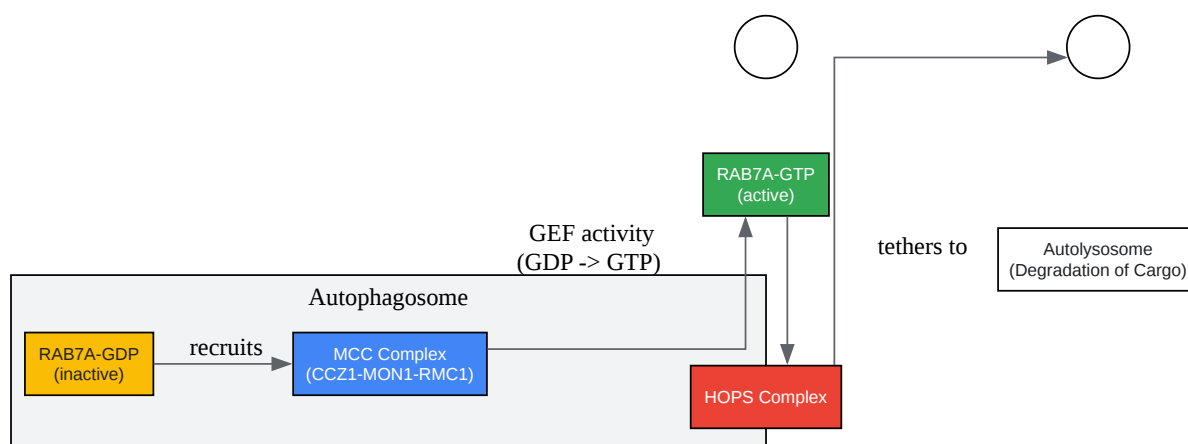 RAB7A-GTP
(active)
GEF activity
(GDP -> GTP)
tethers to
Autolysosome
(Degradation of Cargo)
Autophagosome
RAB7A-GDP
(inactive)
recruits
MCC Complex
(CCZ1-MON1-RMC1)
HOPS Complex